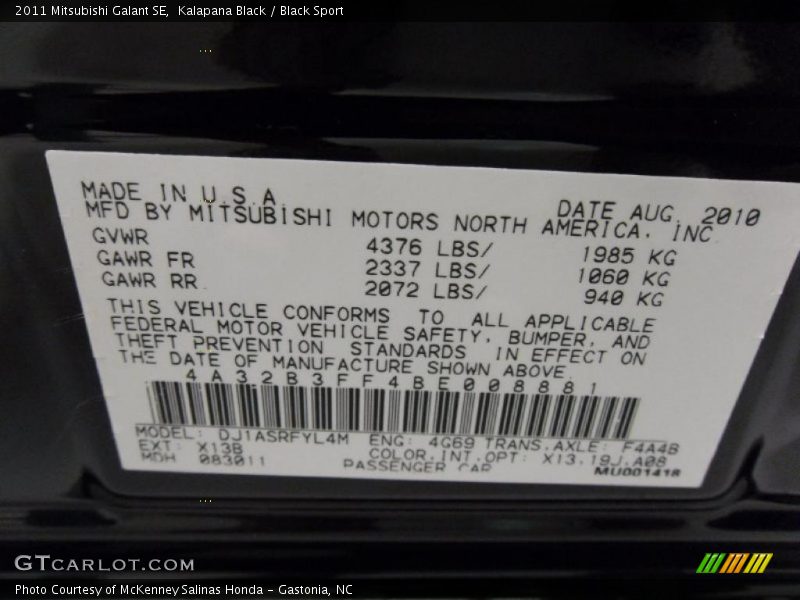 2011 Mitsubishi Galant SE, Kalapana Black / Black Sport
MADE IN U.S.A. DATE AUG. 2010
MFD BY MITSUBISHI MOTORS NORTH AMERICA. INC
GVWR 4376 LBS/ 1985 KG
GAWR FR 2337 LBS/ 1060 KG
GAWR RR 2072 LBS/ 940 KG
THIS VEHICLE CONFORMS TO ALL APPLICABLE
FEDERAL MOTOR VEHICLE SAFETY, BUMPER, AND
THEFT PREVENTION STANDARDS IN EFFECT ON
THE DATE OF MANUFACTURE SHOWN ABOVE.
4A32B3FF4BE008881
MODEL: DJ1ASRFYL4M ENG: 4G69 TRANS.AXLE: F4A4B
EXT: X13B COLOR.INT.OPT: X13.19J.A08
MDH 083011 PASSENGER CAR MU001418
GTCARLOT.COM
Photo Courtesy of McKenney Salinas Honda - Gastonia, NC